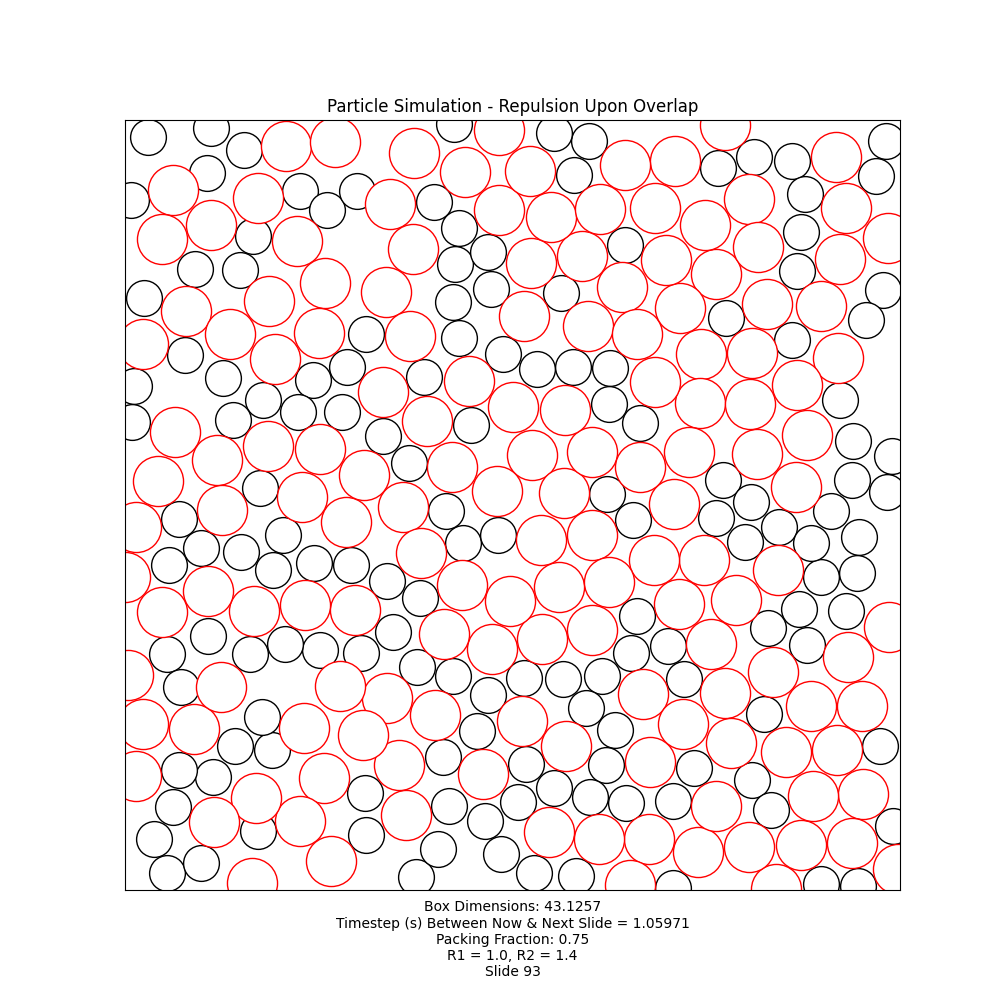 Particle Simulation - Repulsion Upon Overlap
Box Dimensions: 43.1257
Timestep (s) Between Now & Next Slide = 1.05971
Packing Fraction: 0.75
R1 = 1.0, R2 = 1.4
Slide 93